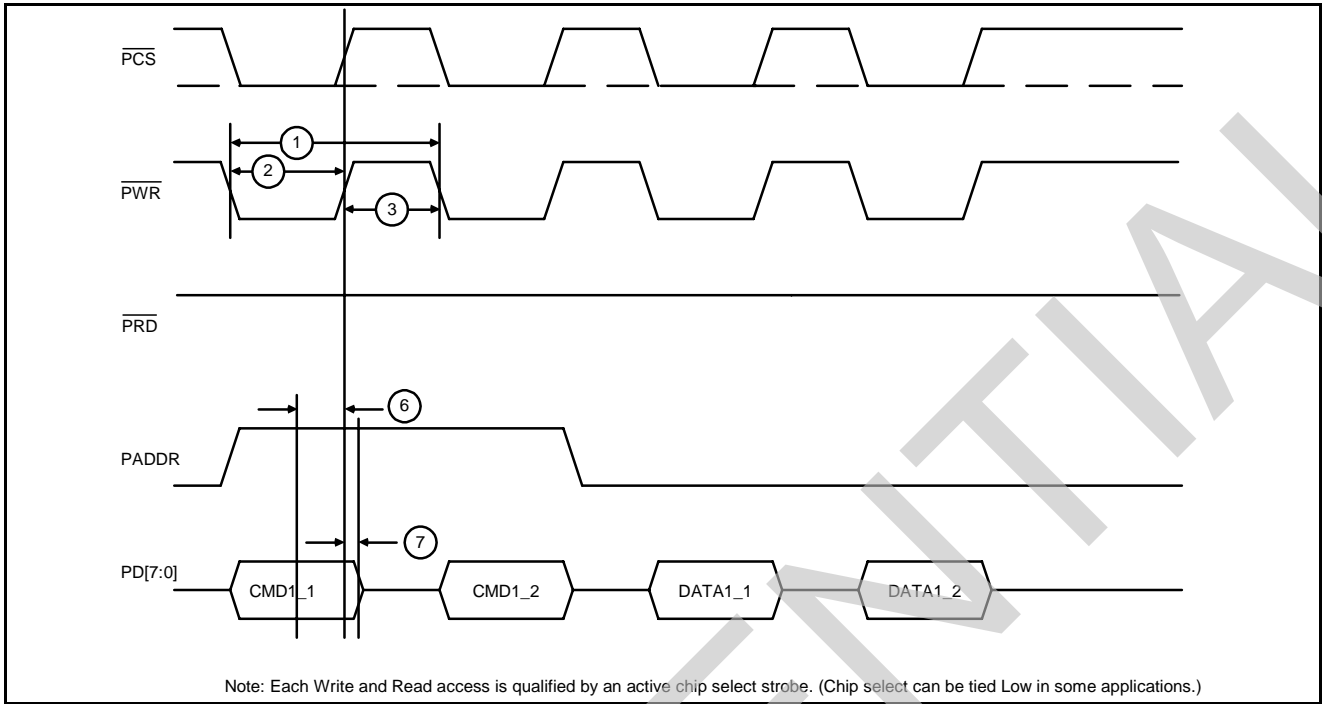 PCS
1
2
PWR
3
PRD
6
PADDR
7
PD[7:0]
CMD1_1 CMD1_2 DATA1_1 DATA1_2
Note: Each Write and Read access is qualified by an active chip select strobe. (Chip select can be tied Low in some applications.)
ENTIAL